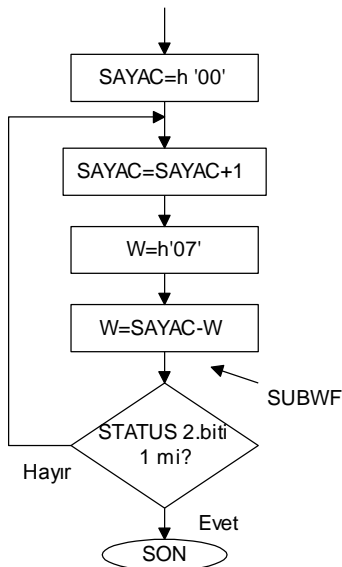 SAYAC=h '00'
SAYAC=SAYAC+1
W=h'07'
W=SAYAC-W
SUBWF
STATUS 2.biti
1 mi?
Hayır
Evet
SON